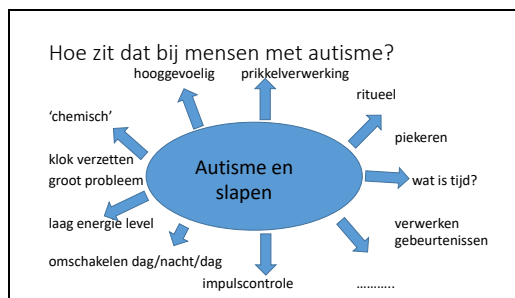 Hoe zit dat bij mensen met autisme?
hooggevoelig
prikkelverwerking
ritueel
‘chemisch’
piekeren
klok verzetten
groot probleem
Autisme en
slapen
wat is tijd?
laag energie level
verwerken
gebeurtenissen
omschakelen dag/nacht/dag
impulscontrole
………..